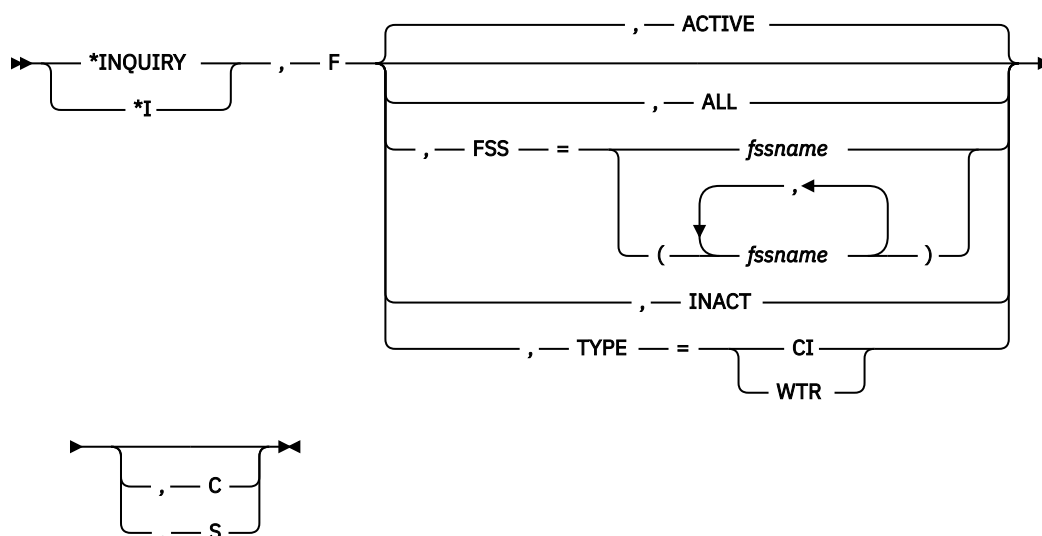 , ACTIVE
*INQUIRY , F
*I
, ALL
, FSS = fssname
,
( fssname )
, INACT
, TYPE = CI
WTR
, C
, S